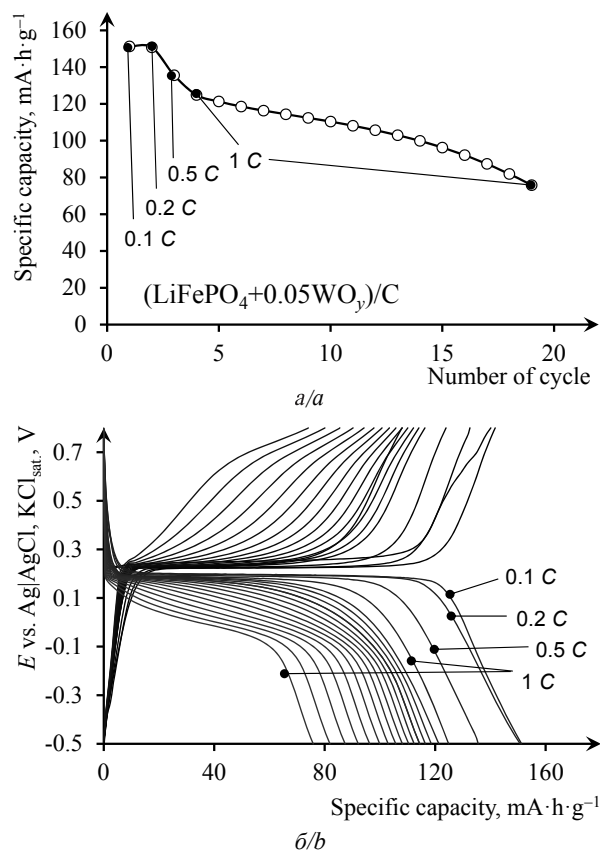 Specific capacity, mA·h·g⁻¹
160
140
120
100
80
60
40
20
0
0.5 C
1 C
0.2 C
0.1 C
(LiFePO₄+0.05WOᵧ)/C
0
5
10
15
20
Number of cycle
а/a
E vs. Ag|AgCl, KCl_sat., V
0.7
0.5
0.3
0.1
-0.1
-0.3
-0.5
0.1 C
0.2 C
0.5 C
1 C
0
40
80
120
160
Specific capacity, mA·h·g⁻¹
б/b